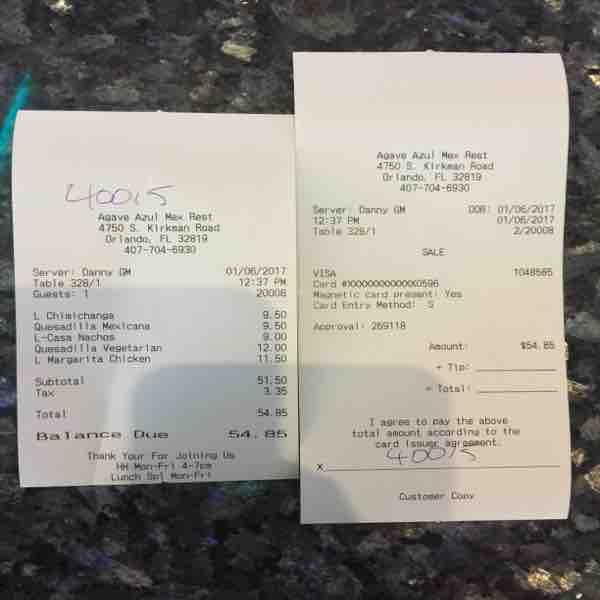 40015
Agave Azul Mex Rest
4750 S. Kirkman Road
Orlando, FL 32819
407-704-6930
Server: Danny GM 01/06/2017
Table 328/1 12:37 PM
Guests: 1 20008
L Chimichanga 9.50
Quesadilla Mexicana 9.50
L-Casa Nachos 9.00
Quesadilla Vegetarian 12.00
L Margarita Chicken 11.50
Subtotal 51.50
Tax 3.35
Total 54.85
Balance Due 54.85
Thank Your For Joining Us
HH Mon-Fri 4-7pm
Lunch Spl Mon-Fri
Agave Azul Mex Rest
4750 S. Kirkman Road
Orlando, FL 32819
407-704-6930
Server: Danny GM DOB: 01/06/2017
12:37 PM 01/06/2017
Table 328/1 2/20008
SALE
VISA 1048565
Card #XXXXXXXXXXXX0596
Magnetic card present: Yes
Card Entry Method: S
Approval: 269118
Amount: $54.85
+ Tip:
= Total:
I agree to pay the above
total amount according to the
card issuer agreement.
40015
X
Customer Copy